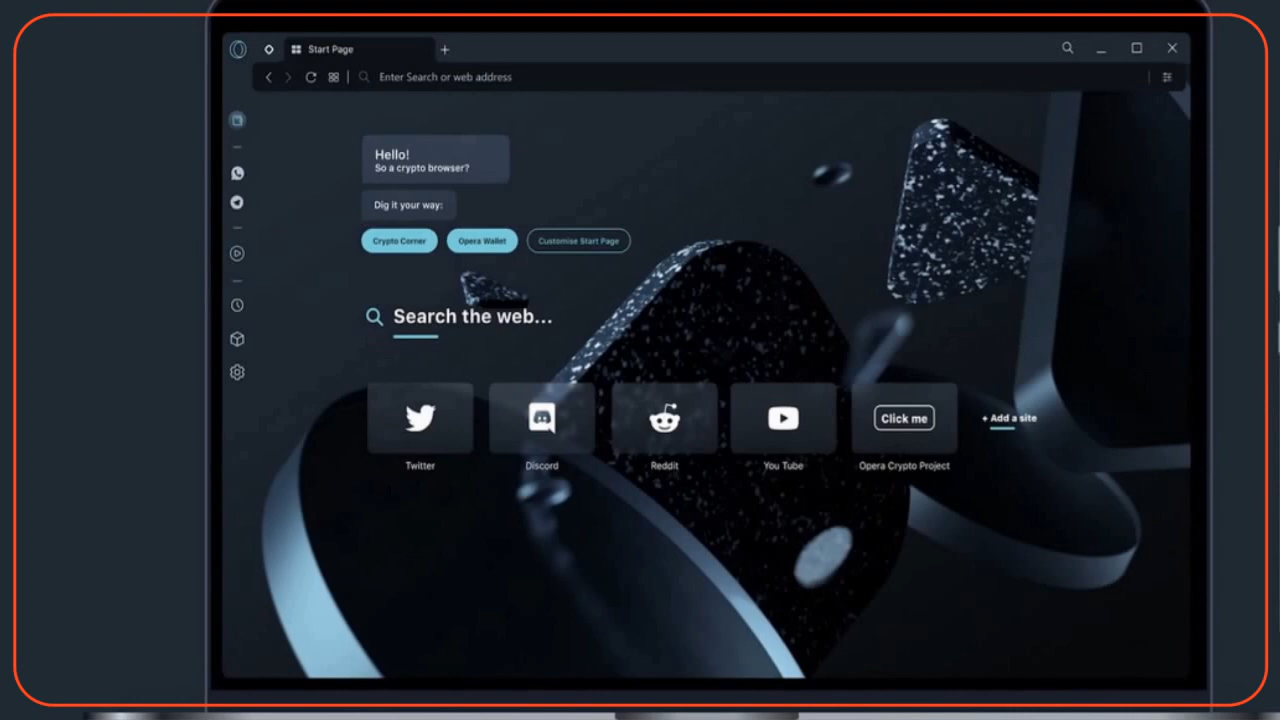 Start Page
Enter Search or web address
Hello!
So a crypto browser?
Dig it your way:
Crypto Corner
Opera Wallet
Customise Start Page
Search the web...
Click me
+ Add a site
Twitter
Discord
Reddit
You Tube
Opera Crypto Project